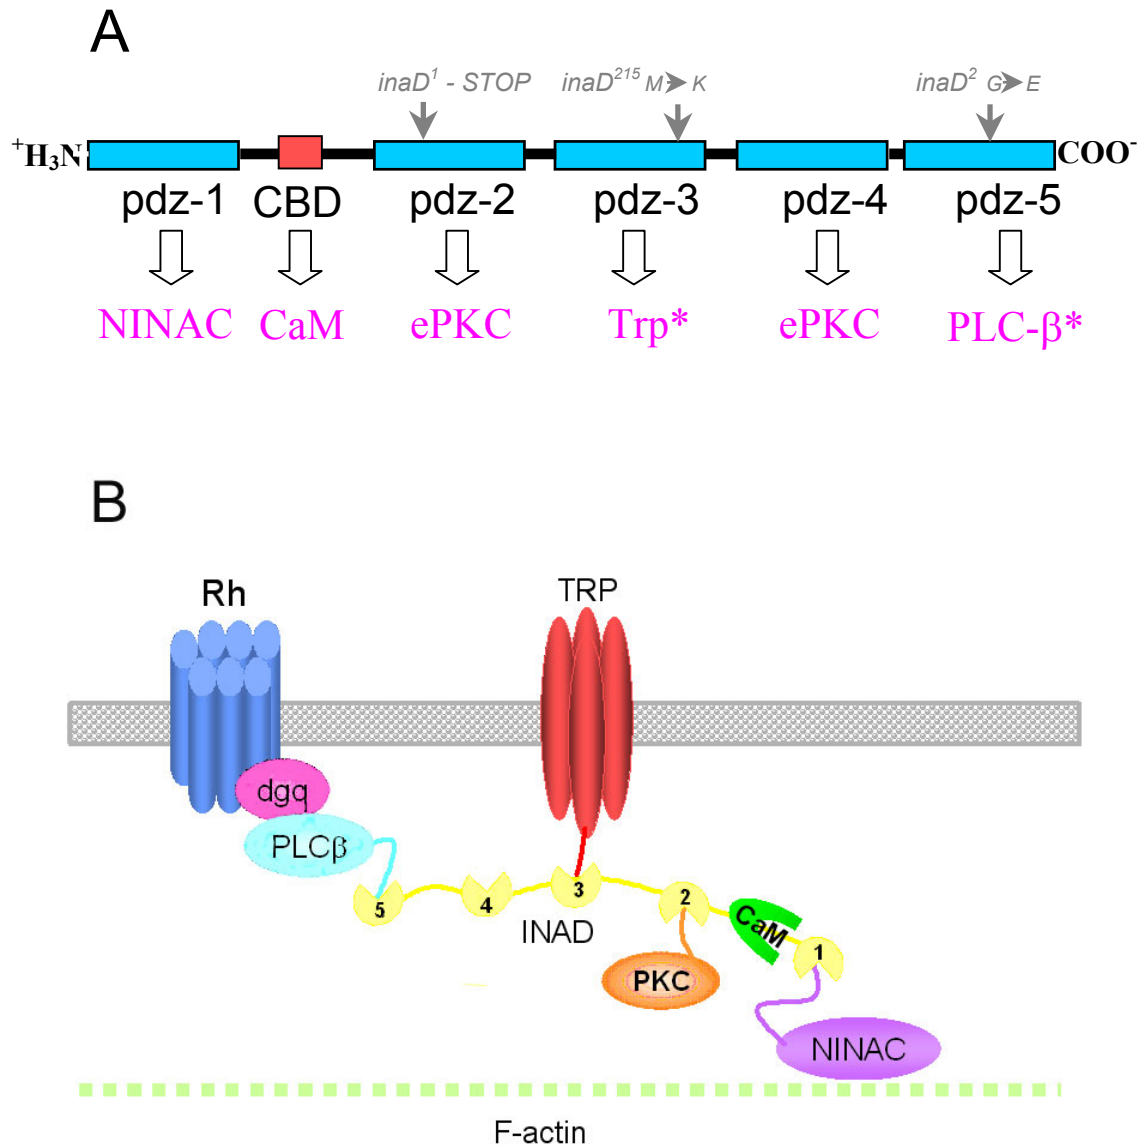 A
inaD¹ - STOP inaD²¹⁵ M➤ K inaD² G➤ E
⁺H₃N COO⁻
pdz-1 CBD pdz-2 pdz-3 pdz-4 pdz-5
NINAC CaM ePKC Trp* ePKC PLC-β*
B
Rh TRP
dgq
PLCβ
5 4 3 2 CaM 1
INAD
PKC
NINAC
F-actin